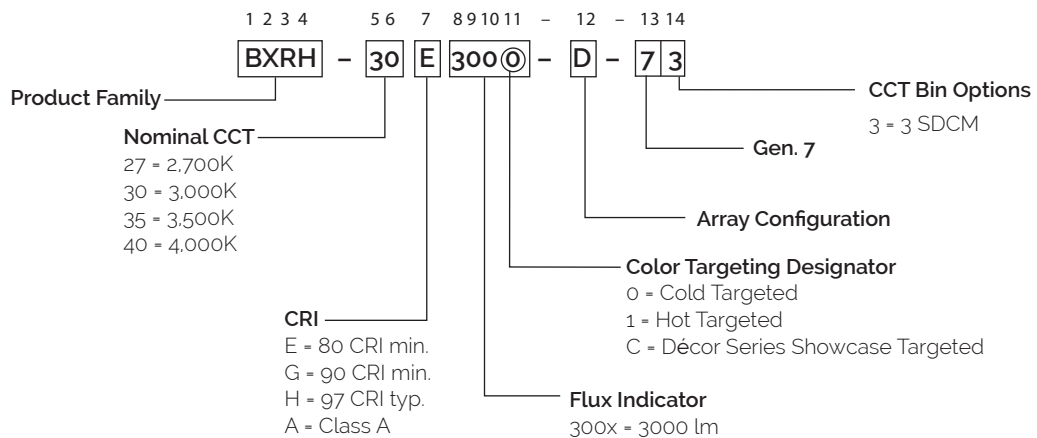 1 2 3 4 5 6 7 8 9 10 11 – 12 – 13 14
BXRH – 30 E 3000 – D – 7 3
Product Family
CCT Bin Options
3 = 3 SDCM
Nominal CCT
27 = 2,700K
30 = 3,000K
35 = 3,500K
40 = 4,000K
Gen. 7
Array Configuration
Color Targeting Designator
0 = Cold Targeted
1 = Hot Targeted
C = Décor Series Showcase Targeted
CRI
E = 80 CRI min.
G = 90 CRI min.
H = 97 CRI typ.
A = Class A
Flux Indicator
300x = 3000 lm